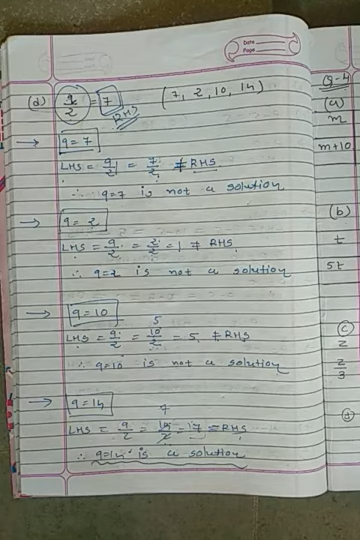 Date
Page
(d) q/2 = 7 (7, 2, 10, 14)
RHS
→ q=7
LHS = q/2 = 7/2 ≠ RHS
∴ q=7 is not a solution
→ q=2
LHS = q/2 = 2/2 = 1 ≠ RHS
∴ q=2 is not a solution
→ q=10
5
LHS = q/2 = 10/2 = 5 ≠ RHS
∴ q=10 is not a solution
→ q=14
7
LHS = q/2 = 14/2 = 7 = RHS
∴ q=14 is a solution
Q-4
(a)
m
m+10
(b)
t
5t
(c)
z
z/3
(d)